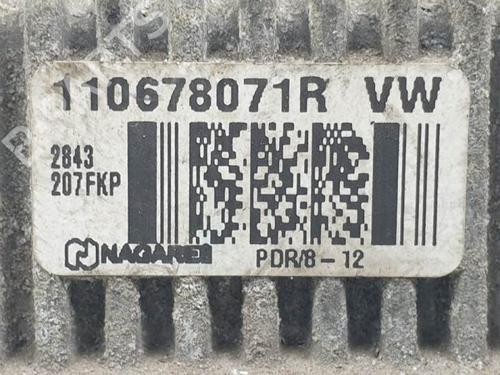 110678071R VW
2843
207FKP
NAGARES
PDR/8-12